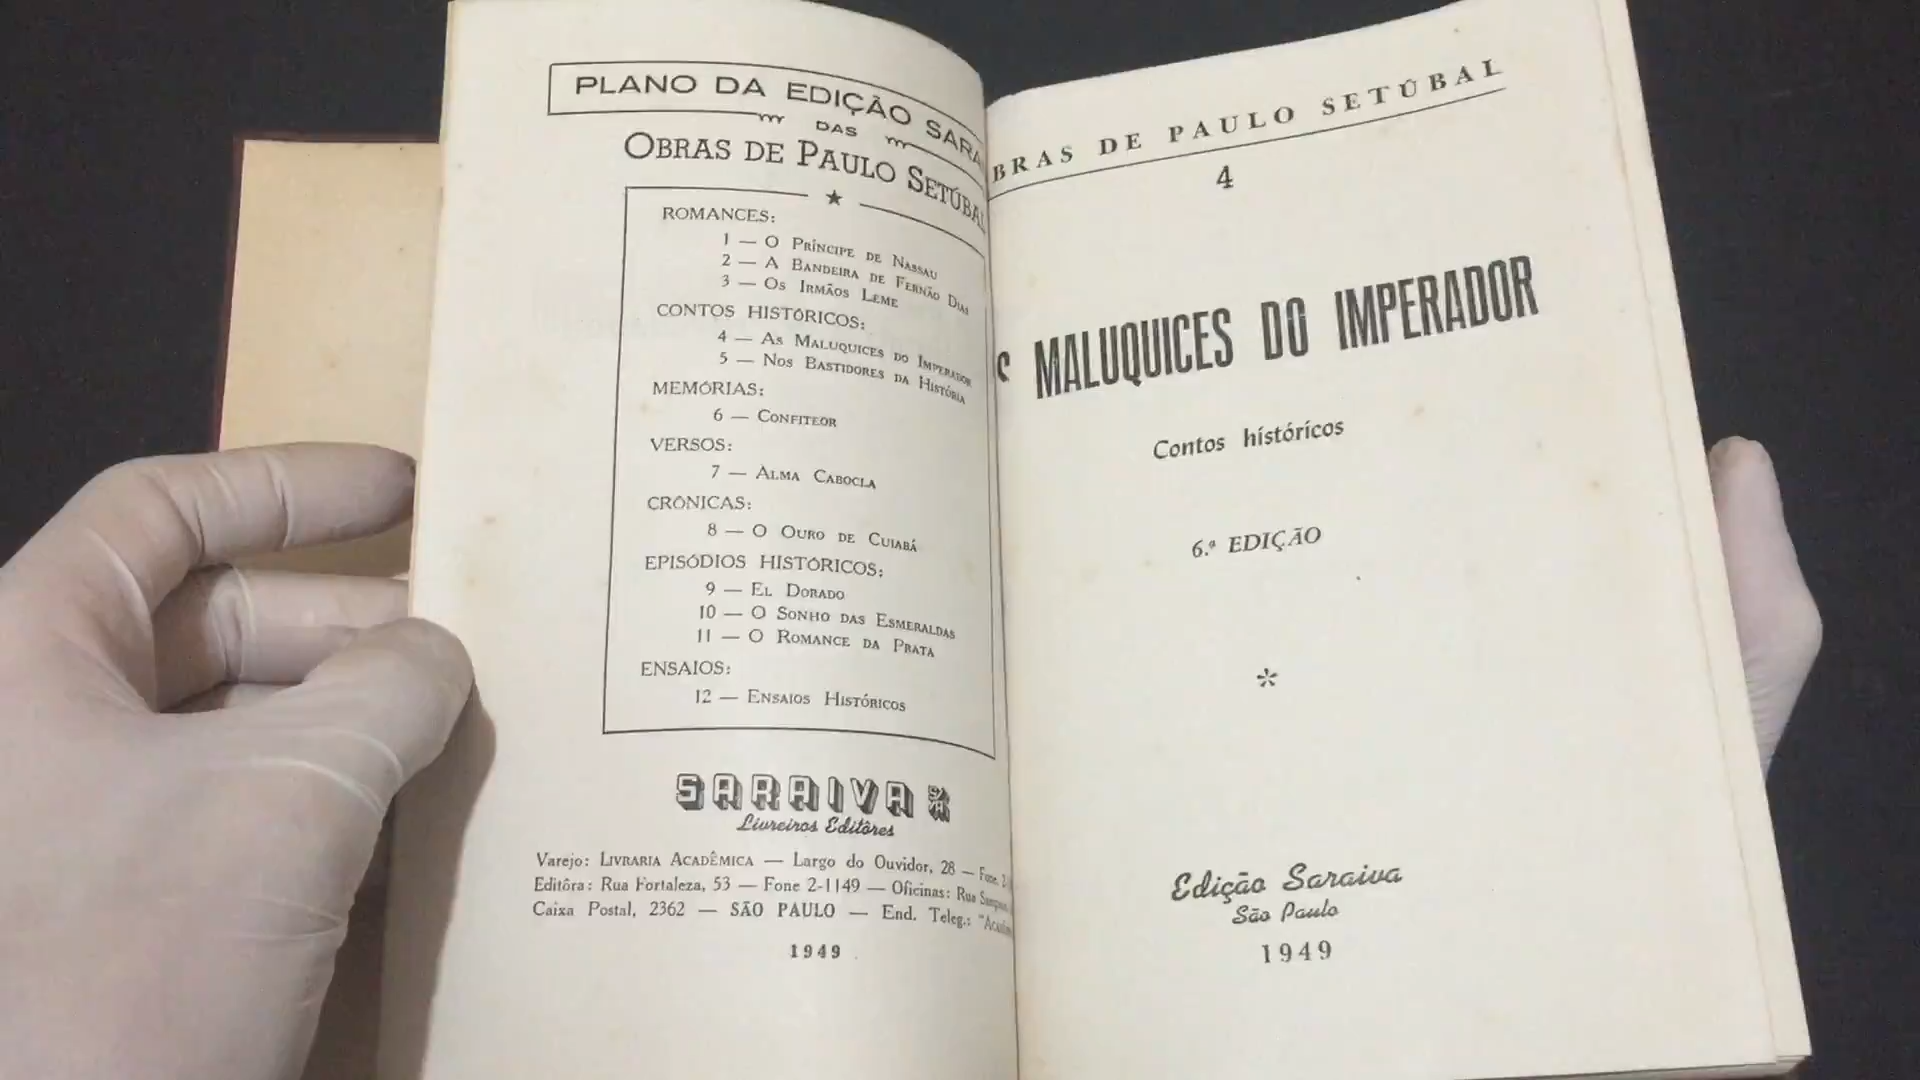 PLANO DA EDIÇÃO
DAS
OBRAS DE PAULO SETÚBAL
ROMANCES:
1 — O PRÍNCIPE DE NASSAU
2 — A BANDEIRA DE FERNÃO DIAS
3 — OS IRMÃOS LEME
CONTOS HISTÓRICOS:
4 — AS MALUQUICES DO IMPERADOR
5 — NOS BASTIDORES DA HISTÓRIA
MEMÓRIAS:
6 — CONFITEOR
VERSOS:
7 — ALMA CABOCLA
CRÔNICAS:
8 — O OURO DE CUIABÁ
EPISÓDIOS HISTÓRICOS:
9 — EL DORADO
10 — O SONHO DAS ESMERALDAS
11 — O ROMANCE DA PRATA
ENSAIOS:
12 — ENSAIOS HISTÓRICOS
SARAIVA S/A
Livreiros Editôres
Varejo: LIVRARIA ACADÊMICA — Largo do Ouvidor, 28 — Fone,
Editôra: Rua Fortaleza, 53 — Fone 2-1149 — Oficinas: Rua
Caixa Postal, 2362 — SÃO PAULO — End. Teleg.:
1949
BRAS DE PAULO SETÚBAL
4
S MALUQUICES DO IMPERADOR
Contos históricos
6.ª EDIÇÃO
*
Edição Saraiva
São Paulo
1949